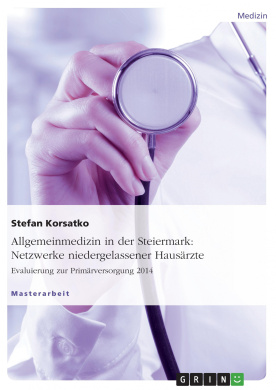 Medizin
Stefan Korsatko
Allgemeinmedizin in der Steiermark:
Netzwerke niedergelassener Hausärzte
Evaluierung zur Primärversorgung 2014
Masterarbeit
GRIN